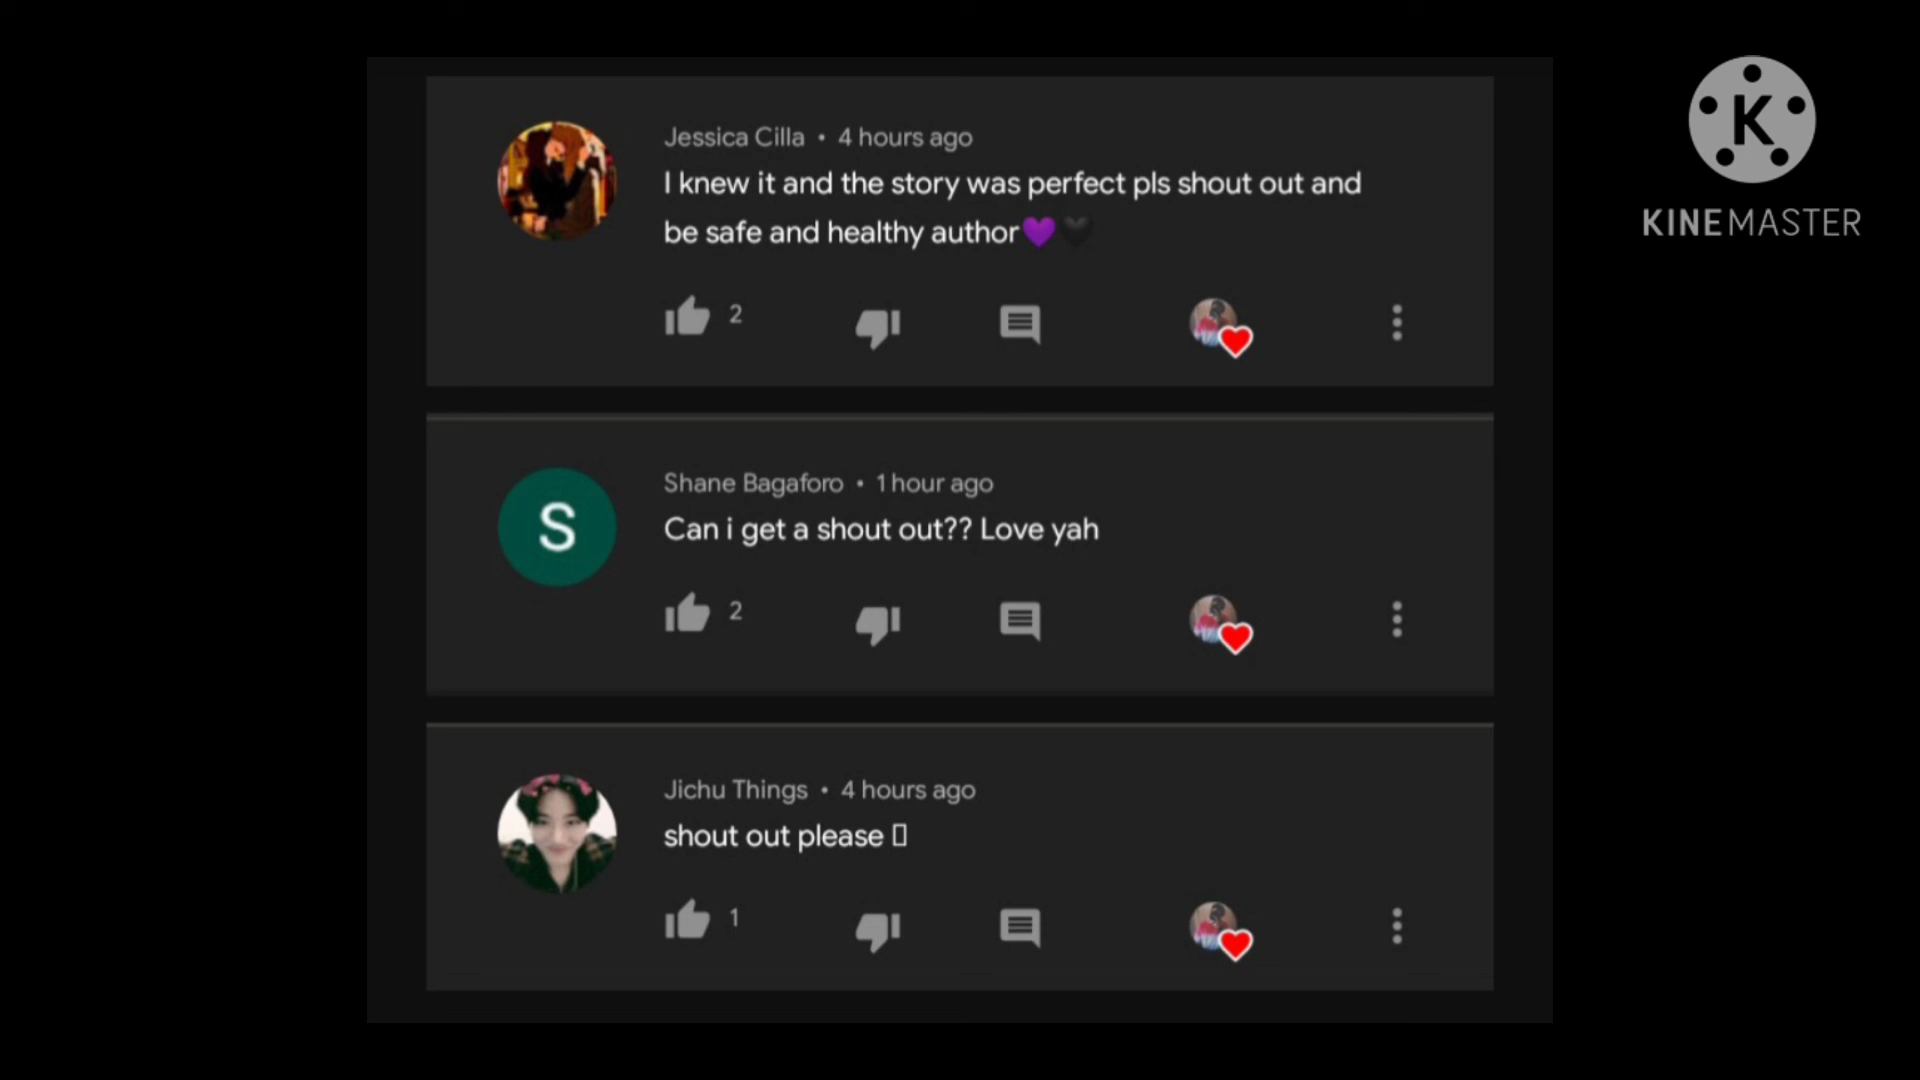 Jessica Cilla • 4 hours ago
I knew it and the story was perfect pls shout out and
be safe and healthy author💜🖤
2
Shane Bagaforo • 1 hour ago
S
Can i get a shout out?? Love yah
2
Jichu Things • 4 hours ago
shout out please ▯
1
K
KINEMASTER